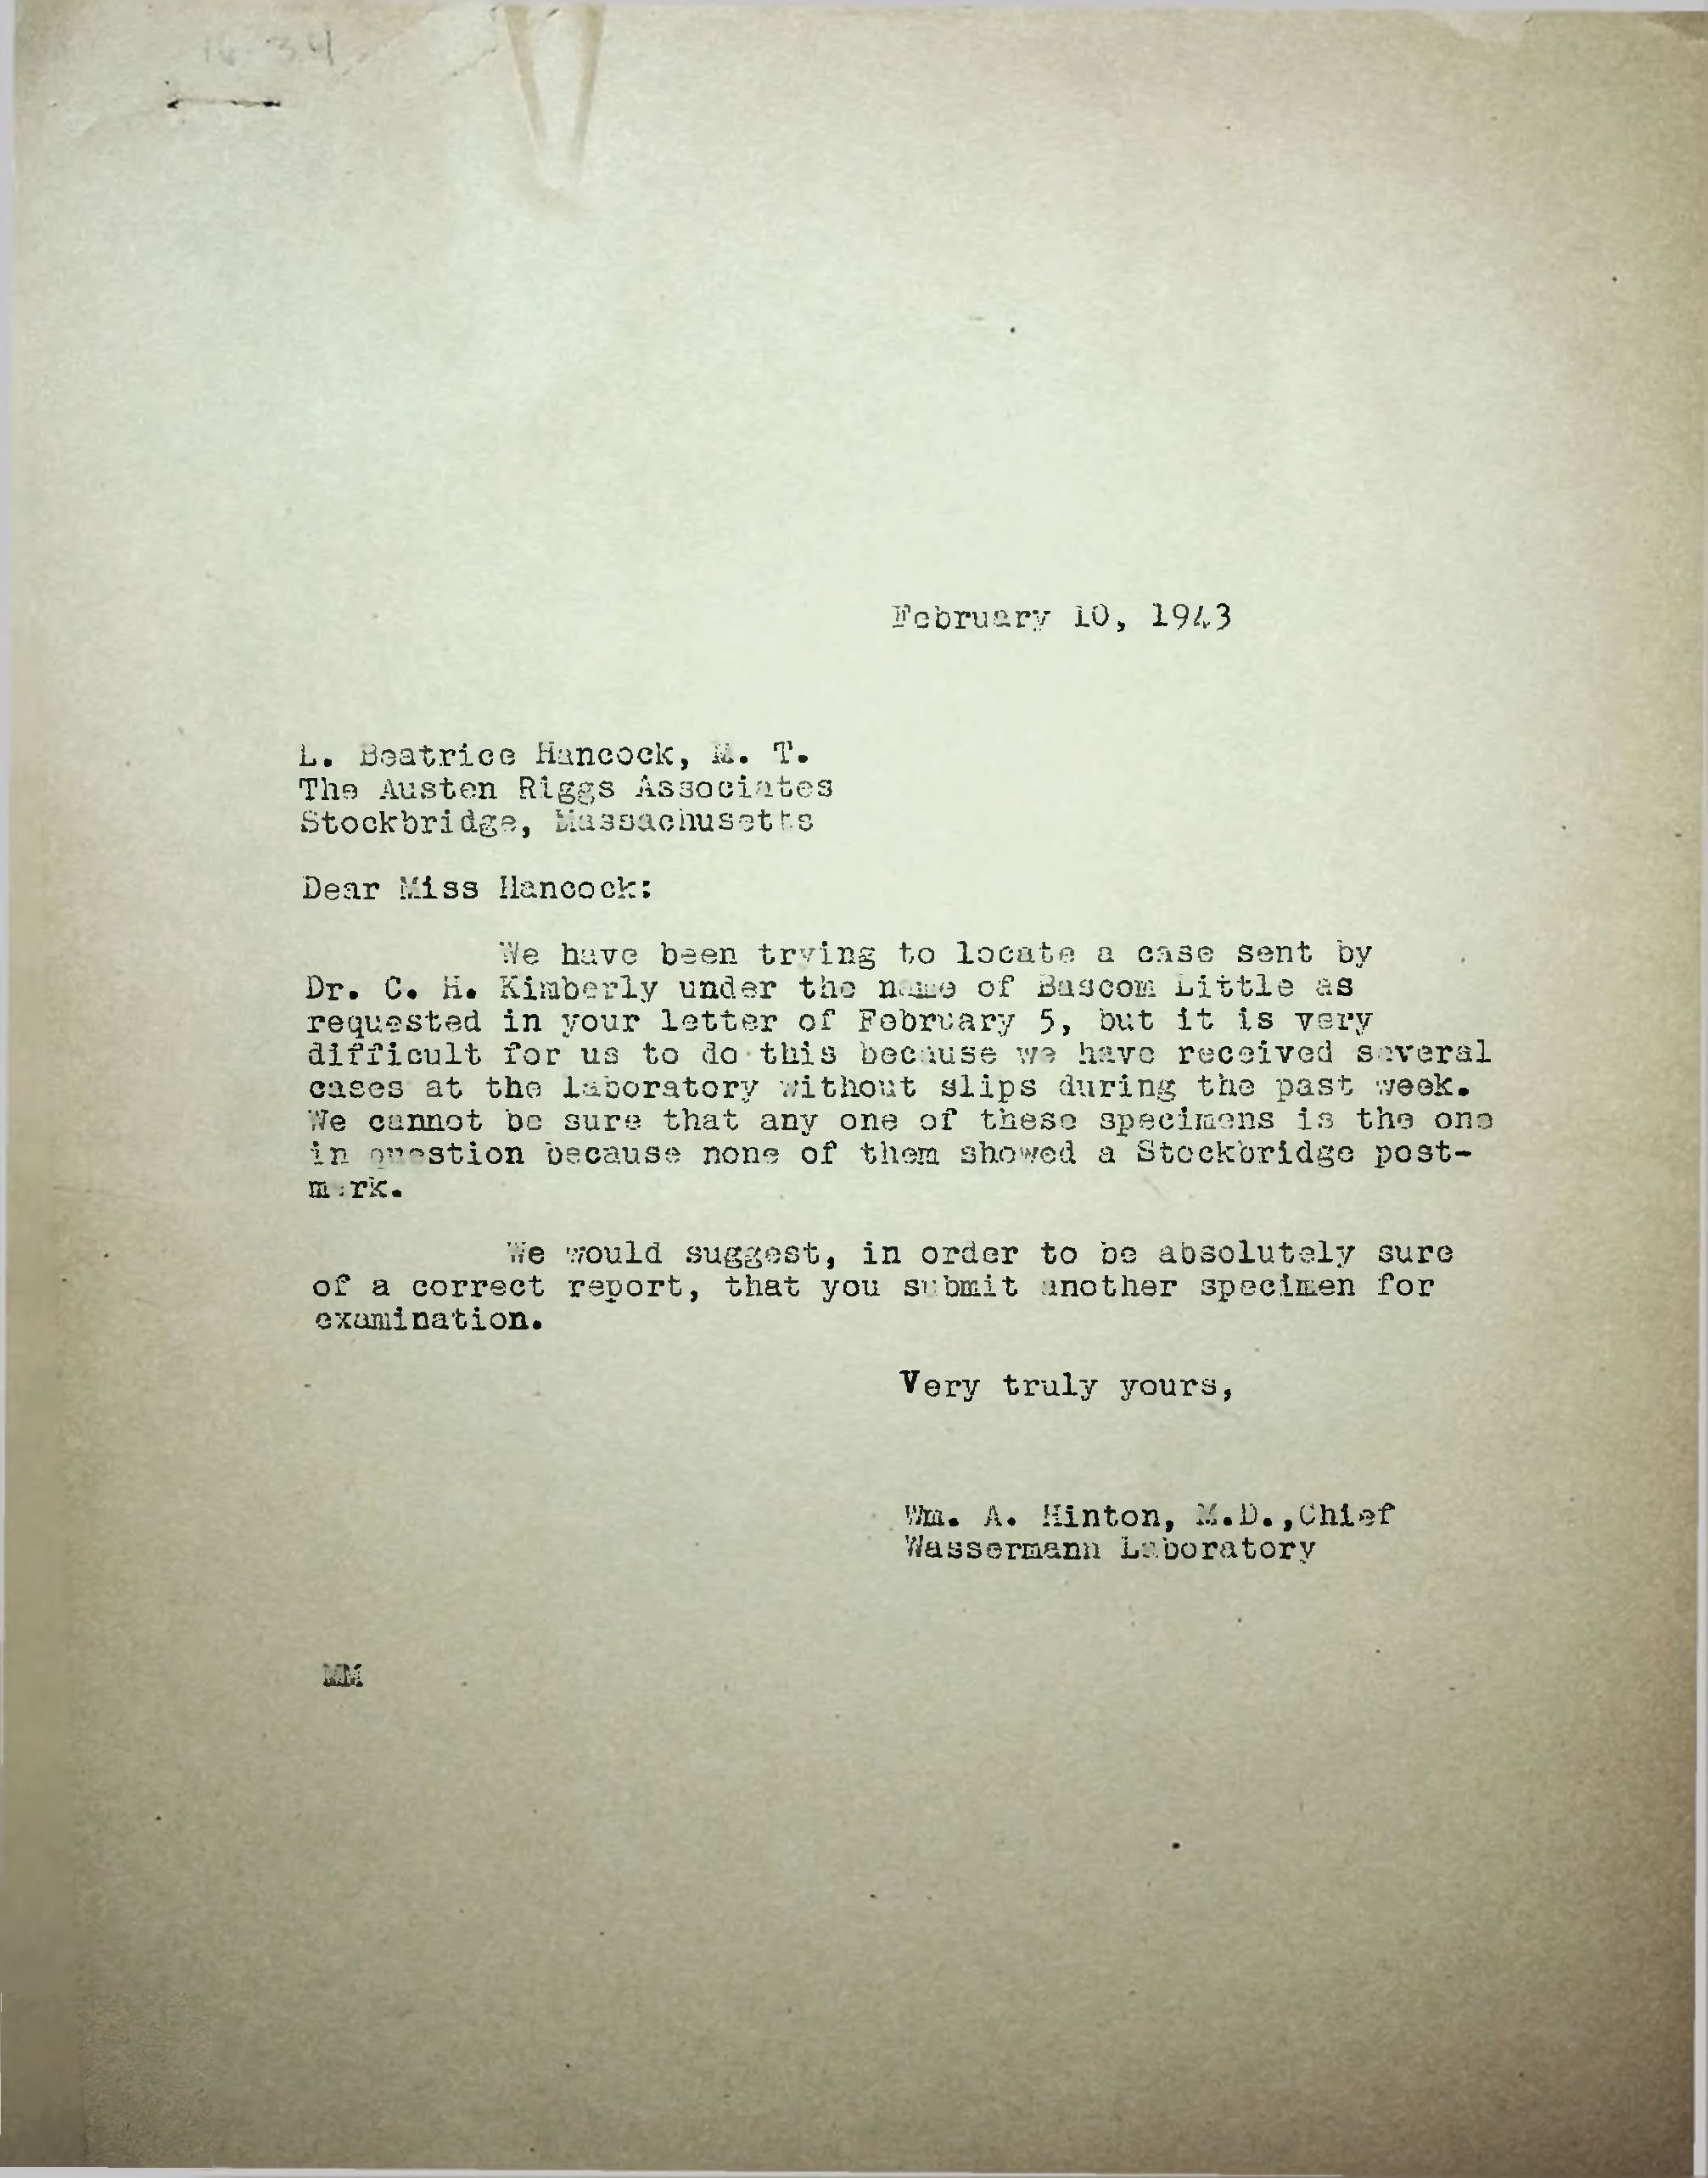 February 10, 1943
L. Beatrice Hancock, M. T.
The Austen Riggs Associates
Stockbridge, Massachusetts
Dear Miss Hancock:
We have been trying to locate a case sent by
Dr. C. H. Kimberly under the name of Bascom Little as
requested in your letter of February 5, but it is very
difficult for us to do this because we have received several
cases at the laboratory without slips during the past week.
We cannot be sure that any one of these specimens is the one
in question because none of them showed a Stockbridge post-
mark.
We would suggest, in order to be absolutely sure
of a correct report, that you submit another specimen for
examination.
Very truly yours,
Wm. A. Hinton, M.D.,Chief
Wassermann Laboratory
MM